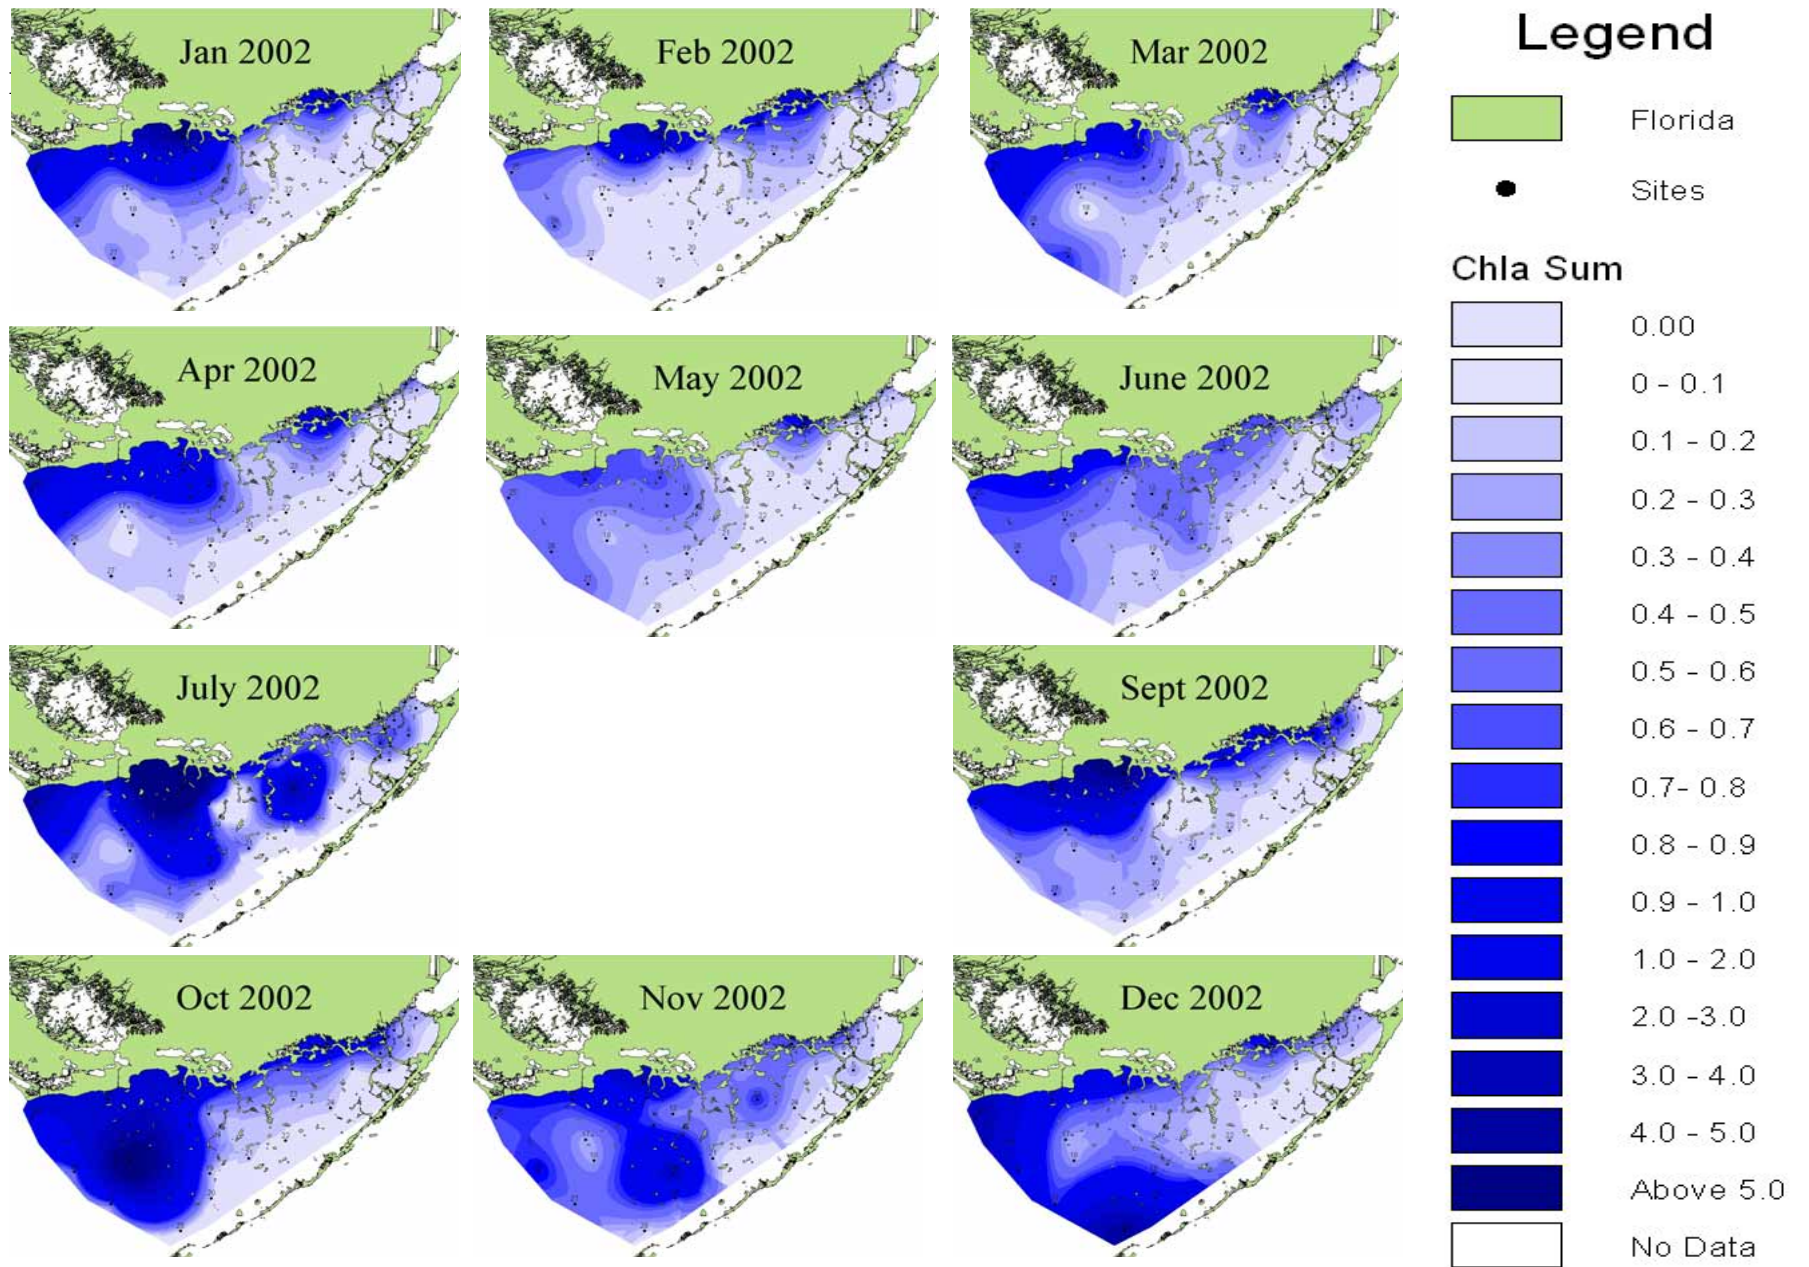 Jan 2002
Feb 2002
Mar 2002
Apr 2002
May 2002
June 2002
July 2002
Sept 2002
Oct 2002
Nov 2002
Dec 2002
Legend
Florida
Sites
Chla Sum
0.00
0 - 0.1
0.1 - 0.2
0.2 - 0.3
0.3 - 0.4
0.4 - 0.5
0.5 - 0.6
0.6 - 0.7
0.7- 0.8
0.8 - 0.9
0.9 - 1.0
1.0 - 2.0
2.0 -3.0
3.0 - 4.0
4.0 - 5.0
Above 5.0
No Data